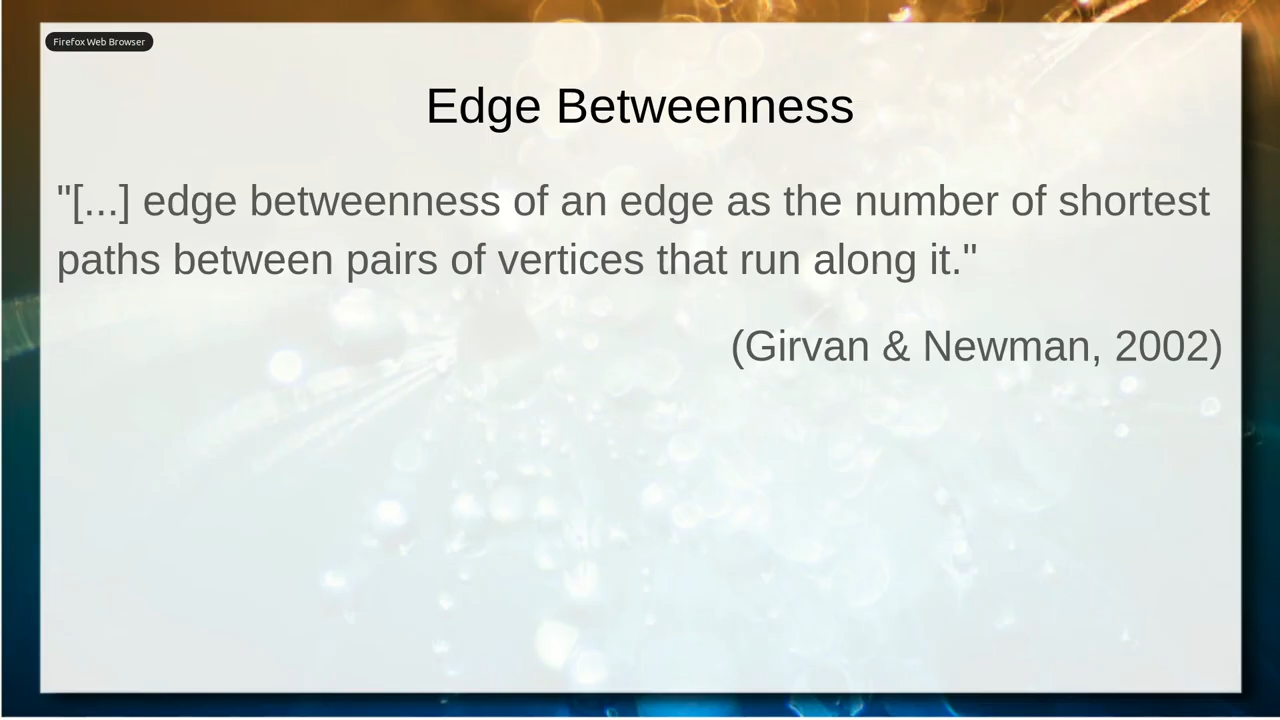 Firefox Web Browser
Edge Betweenness
"[...] edge betweenness of an edge as the number of shortest
paths between pairs of vertices that run along it."
(Girvan & Newman, 2002)